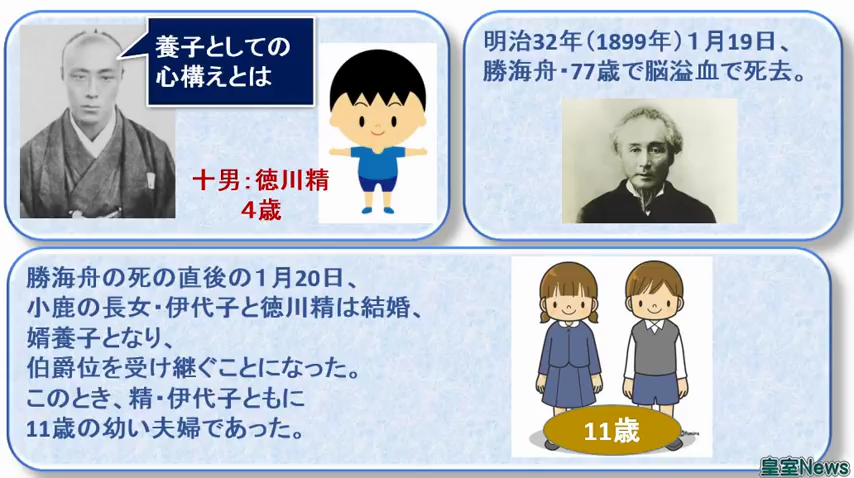 養子としての
心構えとは
十男：徳川精
４歳
明治32年（1899年）１月19日、
勝海舟・77歳で脳溢血で死去。
勝海舟の死の直後の１月20日、
小鹿の長女・伊代子と徳川精は結婚、
婿養子となり、
伯爵位を受け継ぐことになった。
このとき、精・伊代子ともに
11歳の幼い夫婦であった。
11歳
皇室News